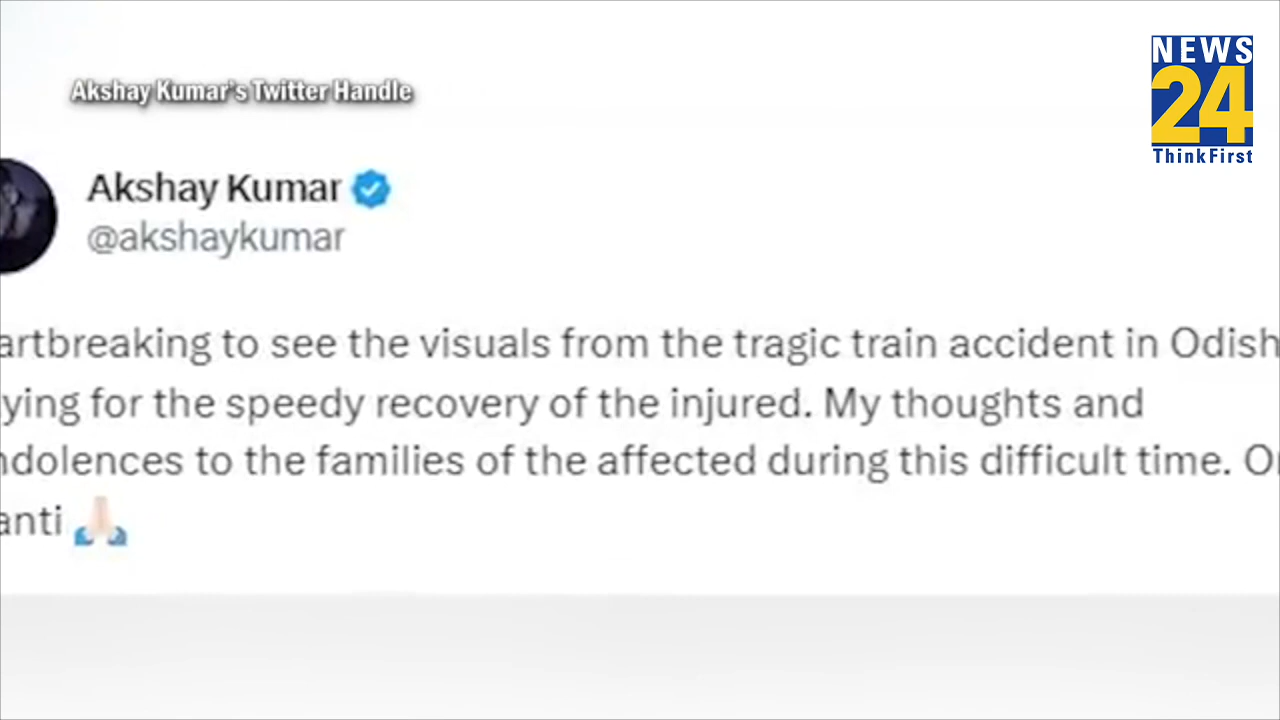 Akshay Kumar's Twitter Handle
NEWS
24
ThinkFirst
Akshay Kumar
@akshaykumar
artbreaking to see the visuals from the tragic train accident in Odish
ying for the speedy recovery of the injured. My thoughts and
ndolences to the families of the affected during this difficult time. O
anti 🙏🏻